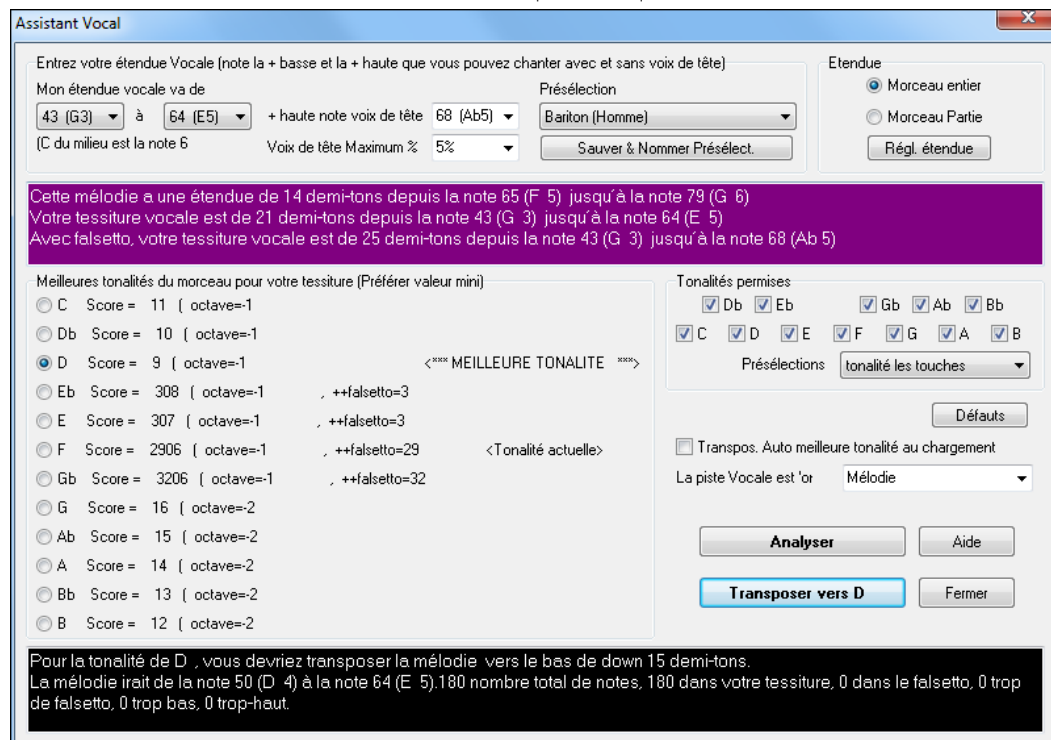 Assistant Vocal
Entrez votre étendue Vocale (note la + basse et la + haute que vous pouvez chanter avec et sans voix de tête)
Mon étendue vocale va de
43 (G3) à 64 (E5)
(C du milieu est la note 6
+ haute note voix de tête 68 (Ab5)
Voix de tête Maximum % 5%
Présélection
Bariton (Homme)
Sauver & Nommer Présélect.
Etendue
Morceau entier
Morceau Partie
Régl. étendue
Cette mélodie a une étendue de 14 demi-tons depuis la note 65 (F 5) jusqu´à la note 79 (G 6)
Votre tessiture vocale est de 21 demi-tons depuis la note 43 (G 3) jusqu´à la note 64 (E 5)
Avec falsetto, votre tessiture vocale est de 25 demi-tons depuis la note 43 (G 3) jusqu´à la note 68 (Ab 5)
Meilleures tonalités du morceau pour votre tessiture (Préférer valeur mini)
C Score = 11 ( octave=-1
Db Score = 10 ( octave=-1
D Score = 9 ( octave=-1 <*** MEILLEURE TONALITE ***>
Eb Score = 308 ( octave=-1 , ++falsetto=3
E Score = 307 ( octave=-1 , ++falsetto=3
F Score = 2906 ( octave=-1 , ++falsetto=29 <Tonalité actuelle>
Gb Score = 3206 ( octave=-1 , ++falsetto=32
G Score = 16 ( octave=-2
Ab Score = 15 ( octave=-2
A Score = 14 ( octave=-2
Bb Score = 13 ( octave=-2
B Score = 12 ( octave=-2
Tonalités permises
Db Eb Gb Ab Bb
C D E F G A B
Présélections tonalité les touches
Défauts
Transpos. Auto meilleure tonalité au chargement
La piste Vocale est 'or Mélodie
Analyser Aide
Transposer vers D Fermer
Pour la tonalité de D , vous devriez transposer la mélodie vers le bas de down 15 demi-tons.
La mélodie irait de la note 50 (D 4) à la note 64 (E 5).180 nombre total de notes, 180 dans votre tessiture, 0 dans le falsetto, 0 trop
de falsetto, 0 trop bas, 0 trop-haut.